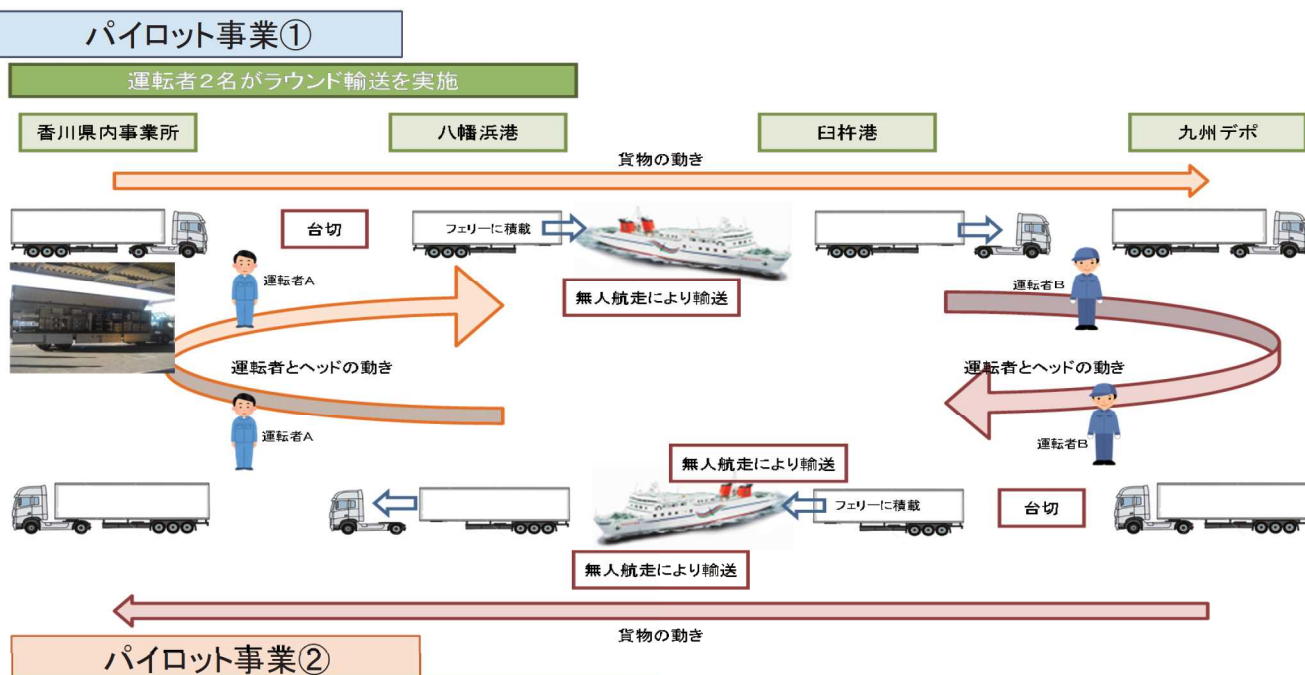 パイロット事業①
運転者2名がラウンド輸送を実施
香川県内事業所
八幡浜港
臼杵港
九州デポ
貨物の動き
台切
フェリーに積載
運転者A
無人航走により輸送
運転者B
運転者とヘッドの動き
運転者とヘッドの動き
運転者A
運転者B
無人航走により輸送
フェリーに積載
台切
無人航走により輸送
貨物の動き
パイロット事業②